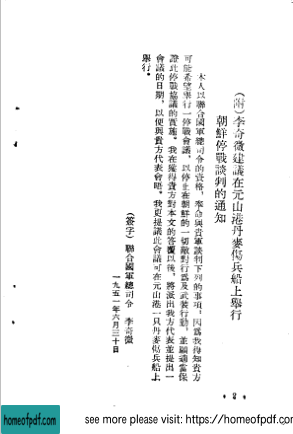 (附)李奇微建議在元山港丹麥傷兵船上舉行
朝鮮停戰談判的通知
本人以聯合國軍總司令的資格，奉命與貴軍談判下列的事項，因爲我得知貴方
可能希望舉行一停戰會議，以停止在朝鮮的一切敵對行爲及武裝行動，並願適當保
證此停戰協議的實施。我在獲得貴方對本文的答覆以後，將派出我方代表並提出一
會議的日期，以便與貴方代表會晤。我更提議此會議可在元山港一只丹麥傷兵船上
舉行。
(簽字)聯合國軍總司令 李奇微
一九五一年六月三十日
homeofpdf.com
see more please visit: https://homeofpdf.com